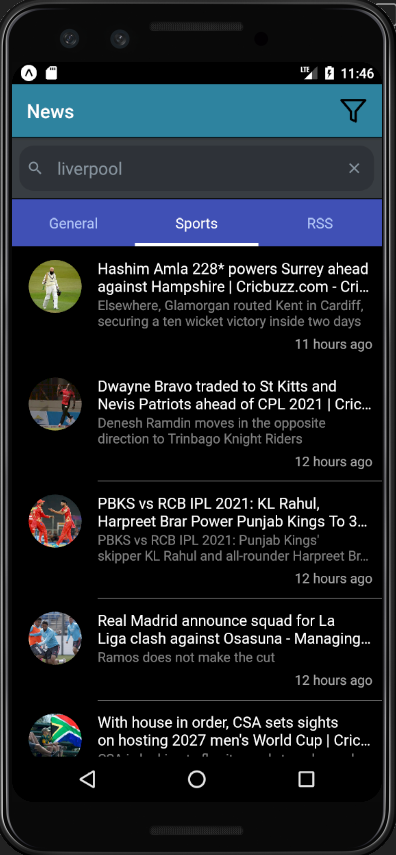 LTE 11:46
News
liverpool
General Sports RSS
Hashim Amla 228* powers Surrey ahead
against Hampshire | Cricbuzz.com - Cri...
Elsewhere, Glamorgan routed Kent in Cardiff,
securing a ten wicket victory inside two days
11 hours ago
Dwayne Bravo traded to St Kitts and
Nevis Patriots ahead of CPL 2021 | Cric...
Denesh Ramdin moves in the opposite
direction to Trinbago Knight Riders
12 hours ago
PBKS vs RCB IPL 2021: KL Rahul,
Harpreet Brar Power Punjab Kings To 3...
PBKS vs RCB IPL 2021: Punjab Kings'
skipper KL Rahul and all-rounder Harpreet Br...
12 hours ago
Real Madrid announce squad for La
Liga clash against Osasuna - Managing...
Ramos does not make the cut
12 hours ago
With house in order, CSA sets sights
on hosting 2027 men's World Cup | Cric...